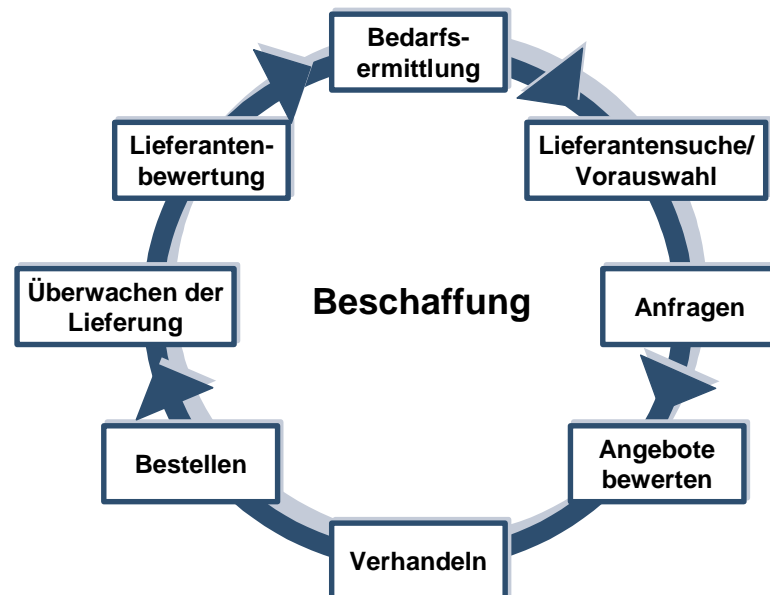 Bedarfs-
ermittlung
Lieferantensuche/
Vorauswahl
Anfragen
Angebote
bewerten
Verhandeln
Bestellen
Überwachen der
Lieferung
Lieferanten-
bewertung
Beschaffung